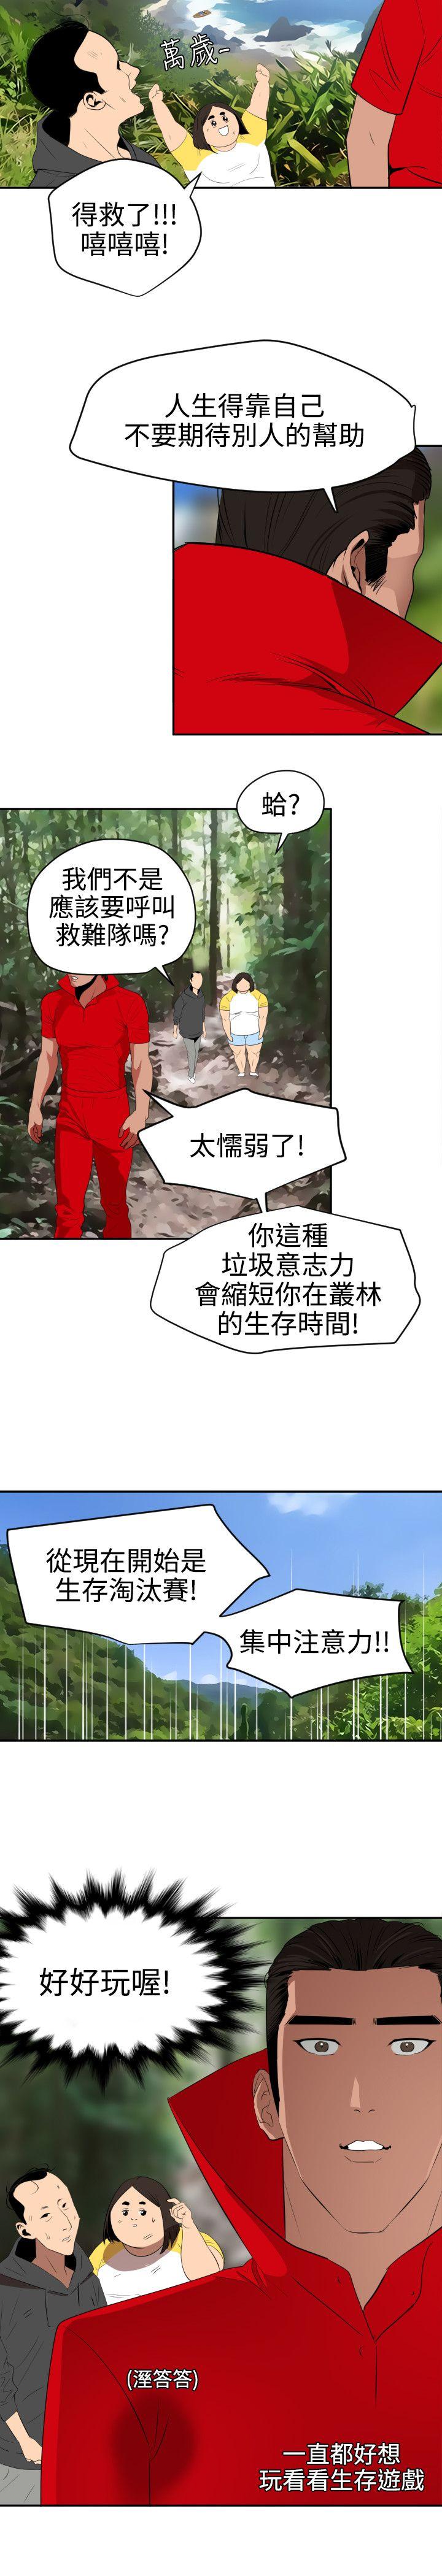 萬歲~
得救了!!!
嘻嘻嘻!
人生得靠自己
不要期待別人的幫助
蛤?
我們不是
應該要呼叫
救難隊嗎?
太懦弱了!
你這種
垃圾意志力
會縮短你在叢林
的生存時間!
從現在開始是
生存淘汰賽!
集中注意力!!
好好玩喔!
(溼答答)
一直都好想
玩看看生存遊戲